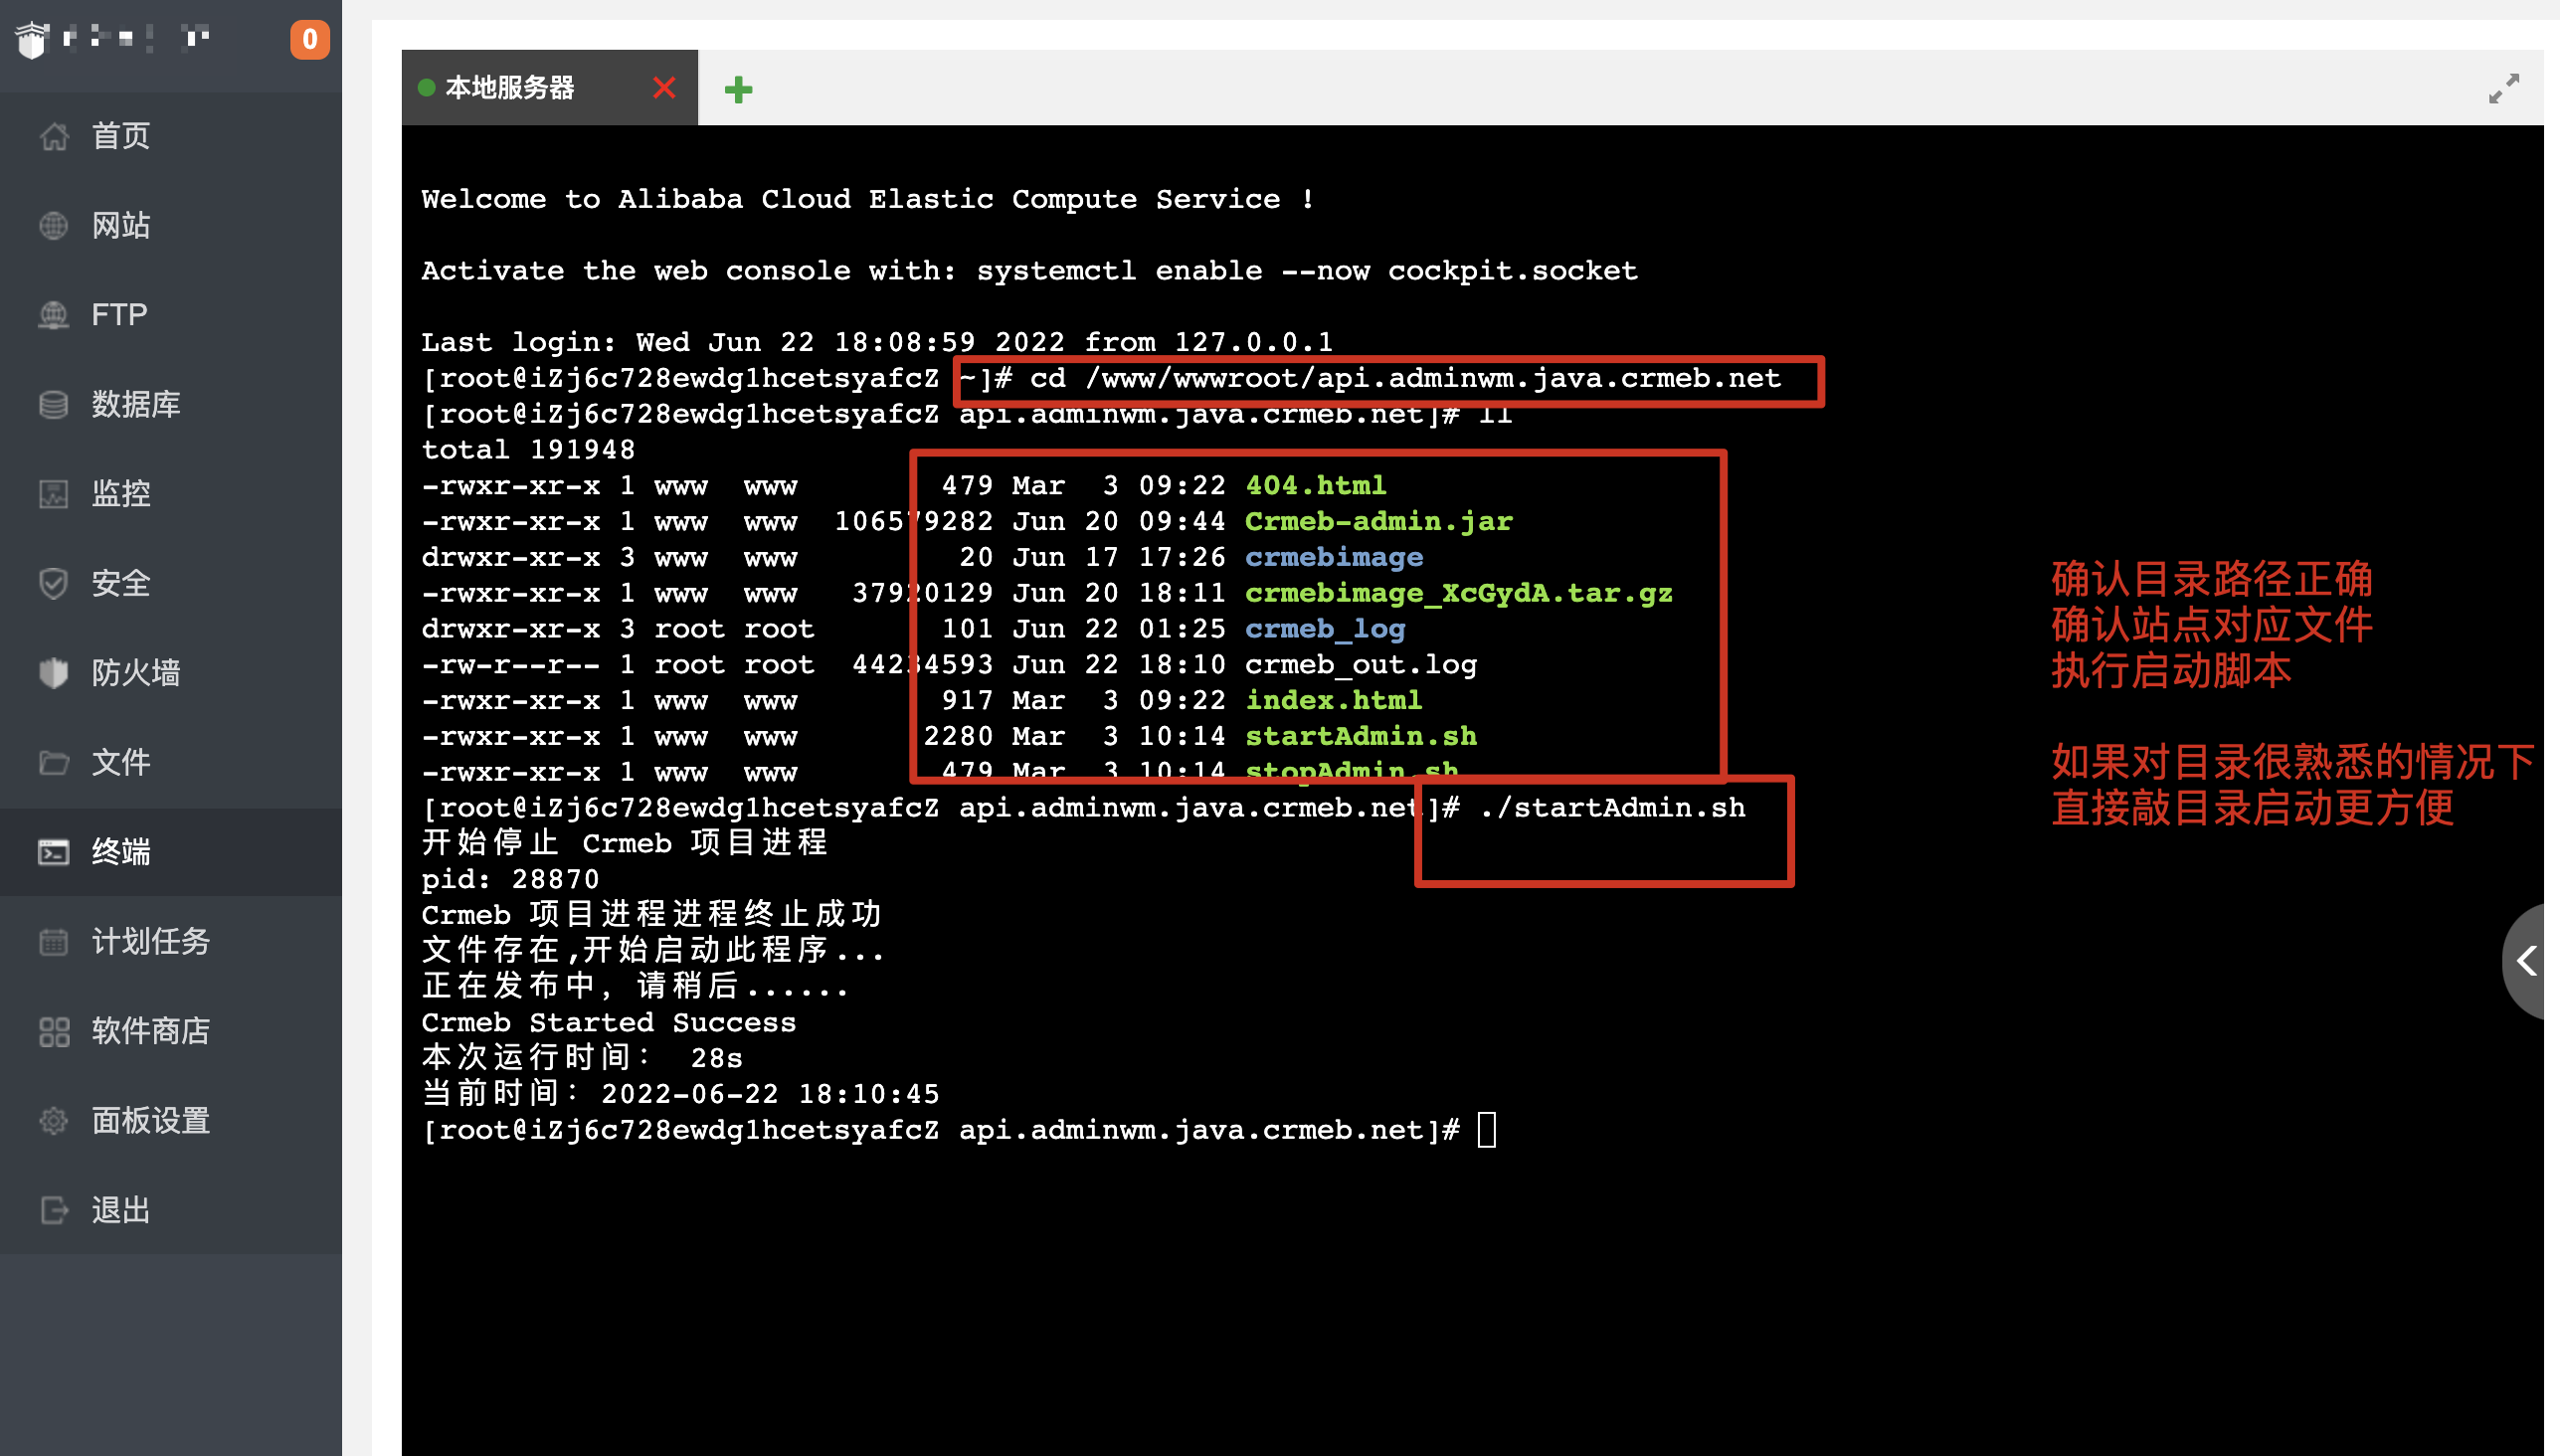 0
首页
网站
FTP
数据库
监控
安全
防火墙
文件
终端
计划任务
软件商店
面板设置
退出
本地服务器
Welcome to Alibaba Cloud Elastic Compute Service !
Activate the web console with: systemctl enable --now cockpit.socket
Last login: Wed Jun 22 18:08:59 2022 from 127.0.0.1
[root@iZj6c728ewdg1hcetsyafcZ ~]# cd /www/wwwroot/api.adminwm.java.crmeb.net
[root@iZj6c728ewdg1hcetsyafcZ api.adminwm.java.crmeb.net]# ll
total 191948
-rwxr-xr-x 1 www  www        479 Mar  3 09:22 404.html
-rwxr-xr-x 1 www  www  106579282 Jun 20 09:44 Crmeb-admin.jar
drwxr-xr-x 3 www  www         20 Jun 17 17:26 crmebimage
-rwxr-xr-x 1 www  www   37920129 Jun 20 18:11 crmebimage_XcGydA.tar.gz
drwxr-xr-x 3 root root       101 Jun 22 01:25 crmeb_log
-rw-r--r-- 1 root root  44234593 Jun 22 18:10 crmeb_out.log
-rwxr-xr-x 1 www  www        917 Mar  3 09:22 index.html
-rwxr-xr-x 1 www  www       2280 Mar  3 10:14 startAdmin.sh
-rwxr-xr-x 1 www  www        479 Mar  3 10:14 stopAdmin.sh
[root@iZj6c728ewdg1hcetsyafcZ api.adminwm.java.crmeb.net]# ./startAdmin.sh
开始停止 Crmeb 项目进程
pid: 28870
Crmeb 项目进程进程终止成功
文件存在,开始启动此程序...
正在发布中，请稍后......
Crmeb Started Success
本次运行时间： 28s
当前时间：2022-06-22 18:10:45
[root@iZj6c728ewdg1hcetsyafcZ api.adminwm.java.crmeb.net]#
确认目录路径正确
确认站点对应文件
执行启动脚本
如果对目录很熟悉的情况下
直接敲目录启动更方便